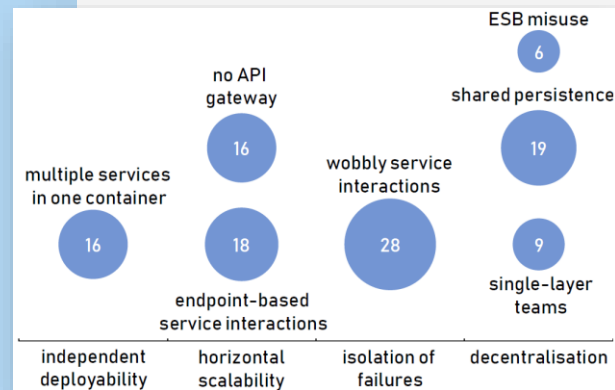 ESB misuse
6
no API
gateway
16
shared persistence
19
multiple services
in one container
16
wobbly service
interactions
28
18
endpoint-based
service interactions
9
single-layer
teams
independent
deployability
horizontal
scalability
isolation of
failures
decentralisation